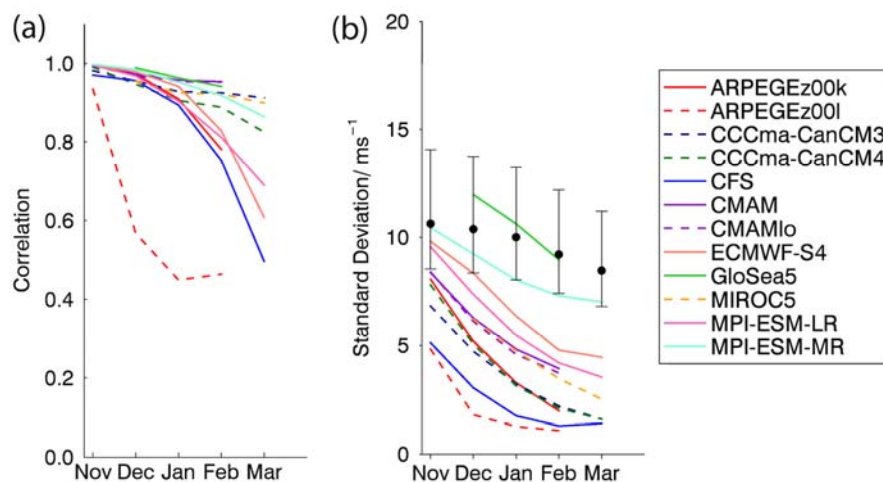 (a)
Correlation
1.0
0.8
0.6
0.4
0.2
0.0
Nov Dec Jan Feb Mar
(b)
Standard Deviation/ ms⁻¹
20
15
10
5
0
Nov Dec Jan Feb Mar
ARPEGEz00k
ARPEGEz00l
CCCma-CanCM3
CCCma-CanCM4
CFS
CMAM
CMAMlo
ECMWF-S4
GloSea5
MIROC5
MPI-ESM-LR
MPI-ESM-MR